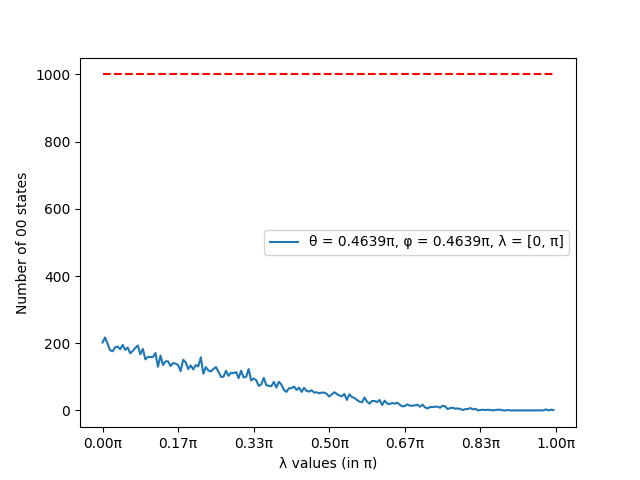 1000
800
600
400
200
0
Number of 00 states
θ = 0.4639π, φ = 0.4639π, λ = [0, π]
0.00π 0.17π 0.33π 0.50π 0.67π 0.83π 1.00π
λ values (in π)